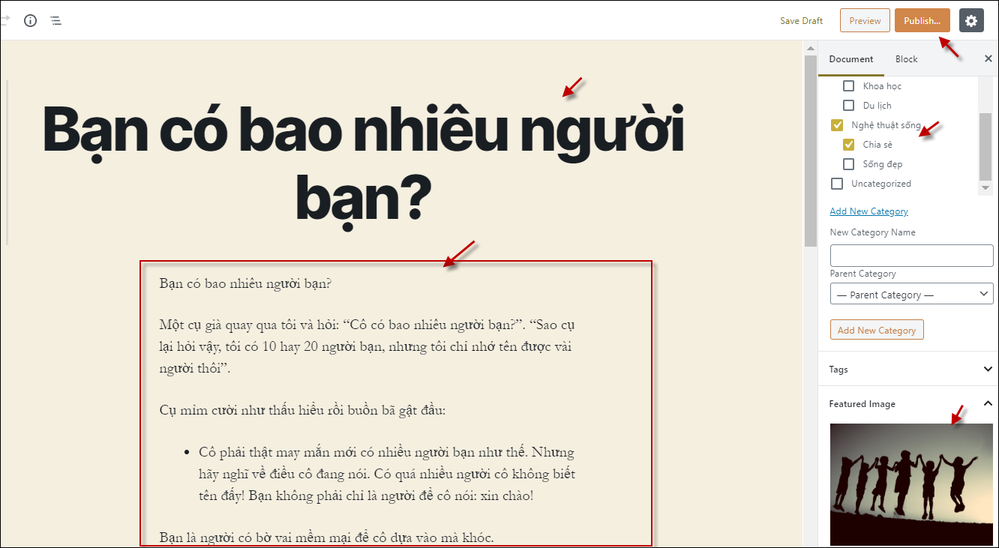 Save Draft
Preview
Publish...
Document
Block
Khoa học
Du lịch
Nghệ thuật sống
Chia sè
Sống đẹp
Uncategorized
Add New Category
New Category Name
Parent Category
— Parent Category —
Add New Category
Tags
Featured Image
Bạn có bao nhiêu người
bạn?
Bạn có bao nhiêu người bạn?
Một cụ già quay qua tôi và hỏi: “Cô có bao nhiêu người bạn?”. “Sao cụ
lại hỏi vậy, tôi có 10 hay 20 người bạn, nhưng tôi chỉ nhớ tên được vài
người thôi”.
Cụ mỉm cười như thấu hiểu rồi buồn bã gật đầu:
• Cô phải thật may mắn mới có nhiều người bạn như thế. Nhưng
hãy nghĩ về điều cô đang nói. Có quá nhiều người cô không biết
tên đấy! Bạn không phải chỉ là người để cô nói: xin chào!
Bạn là người có bờ vai mềm mại để cô dựa vào mà khóc.